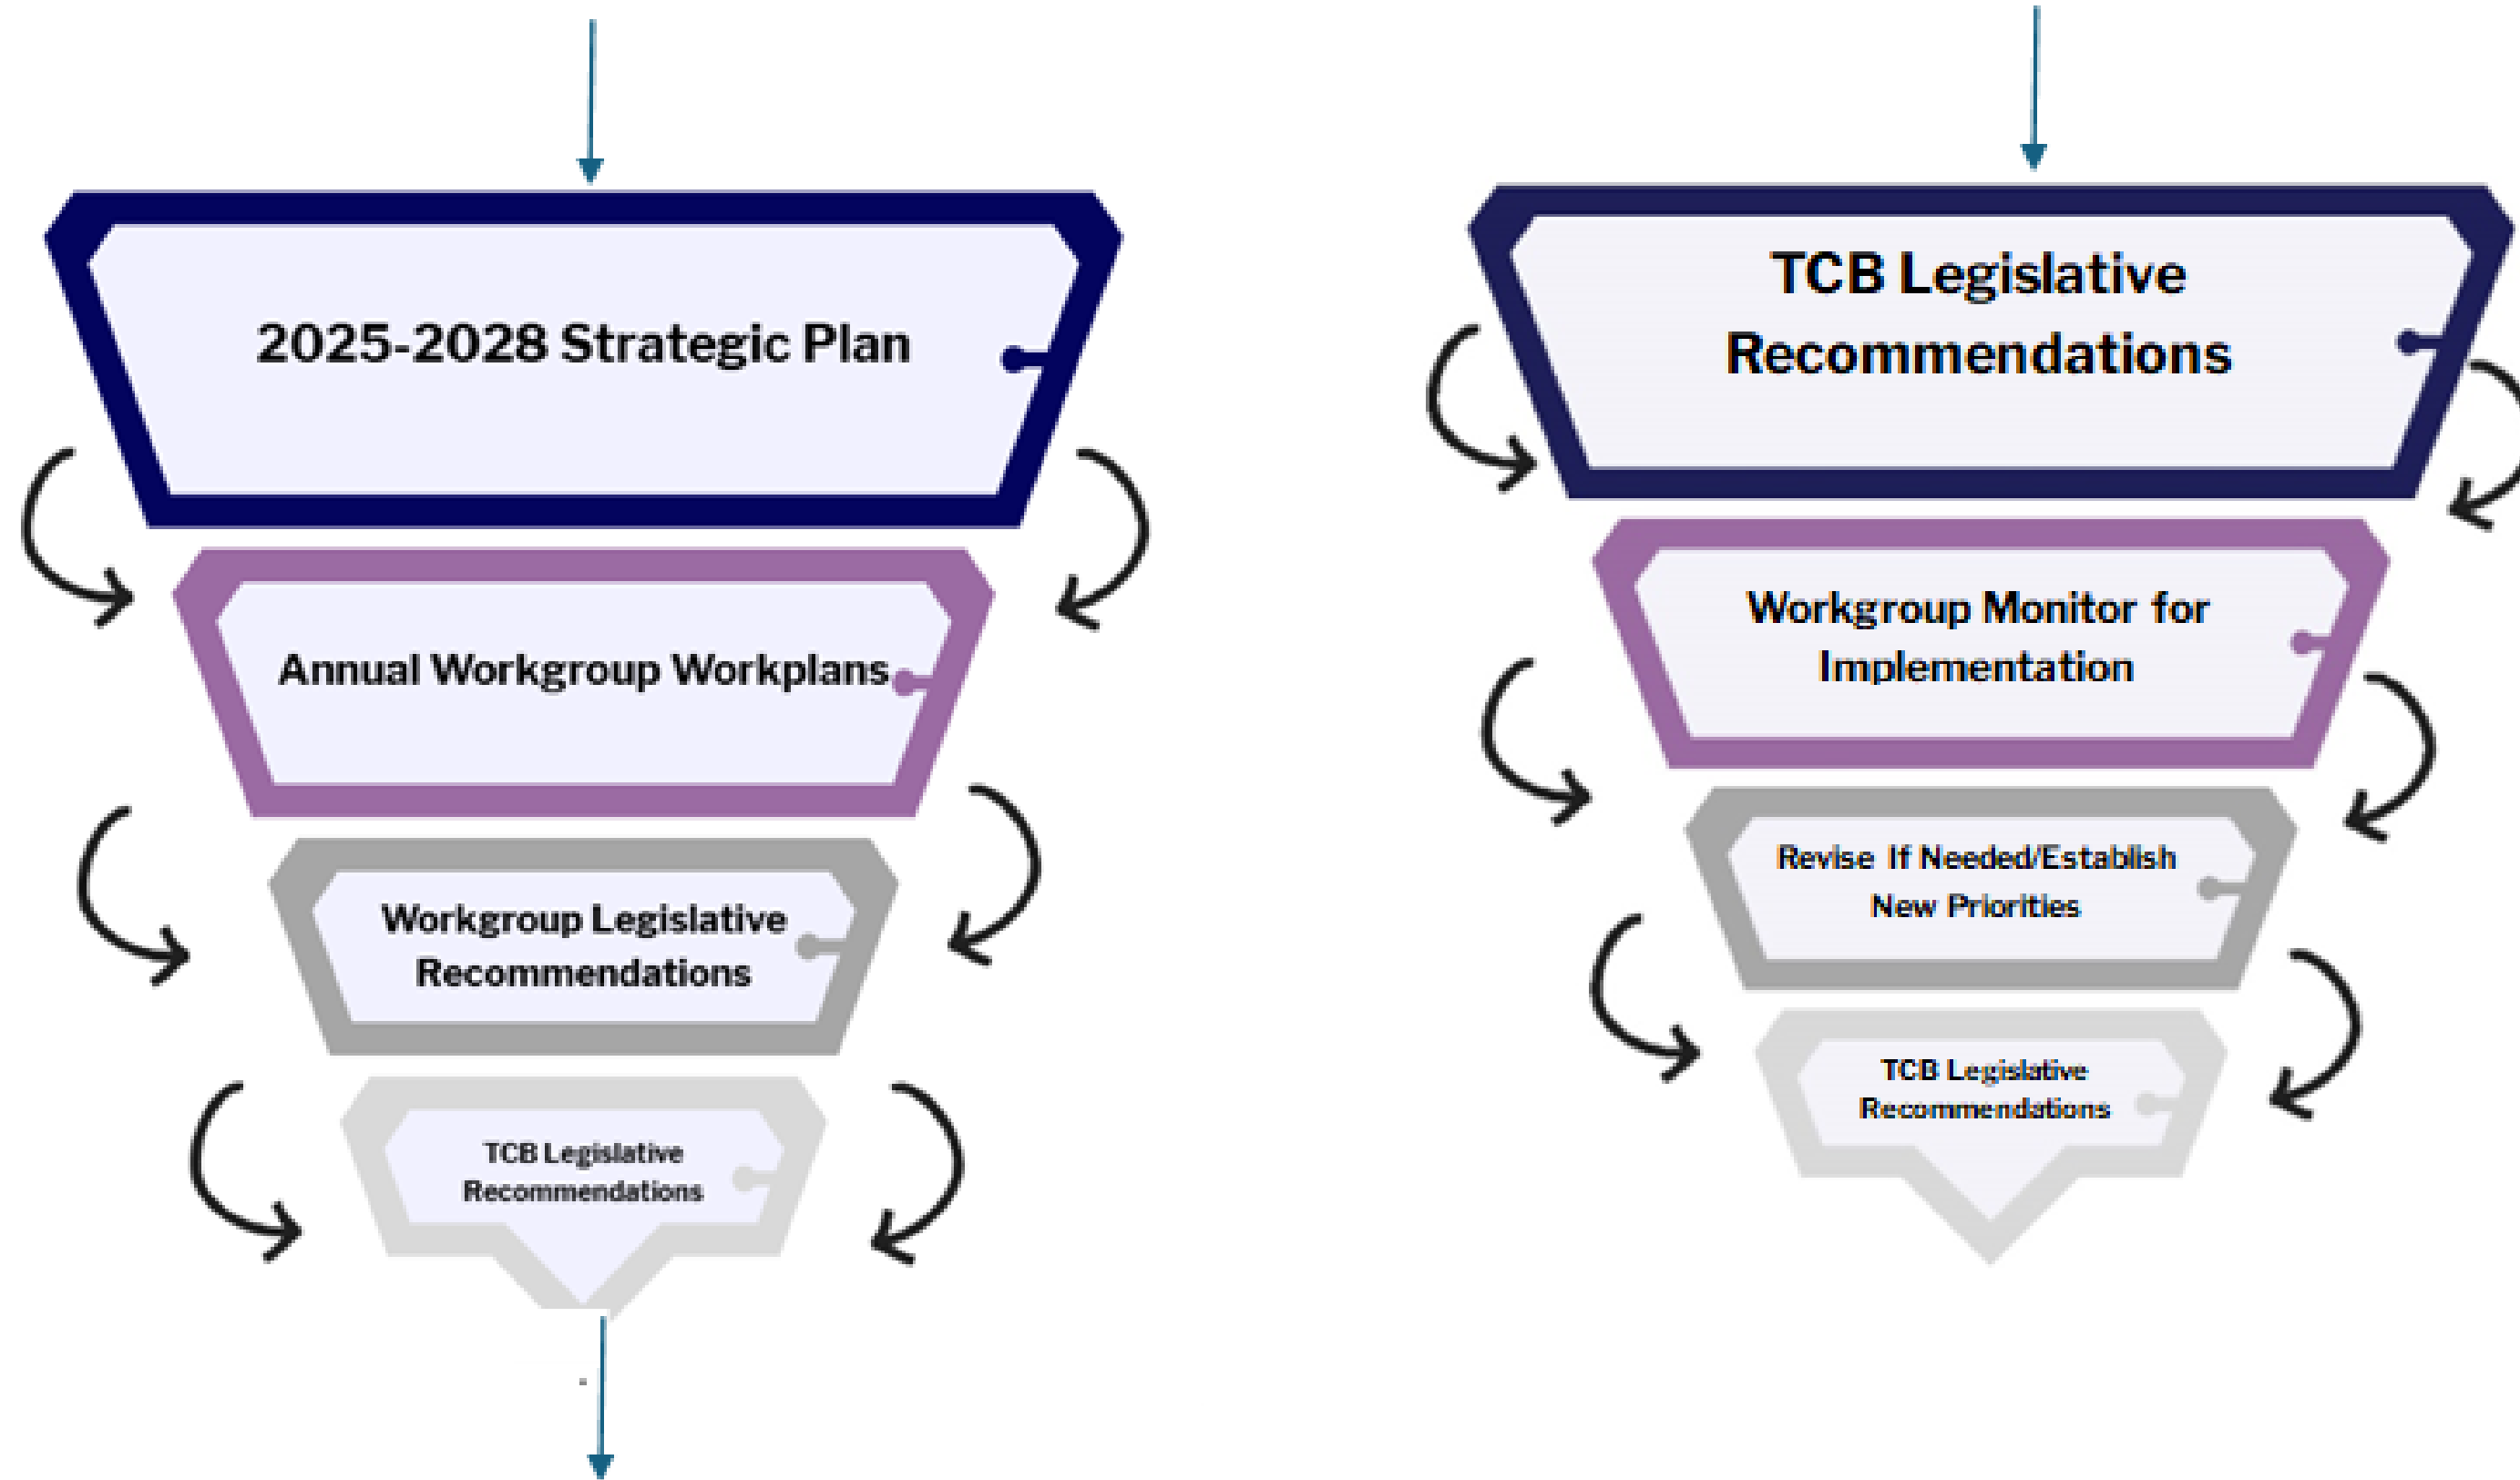 2025-2028 Strategic Plan
Annual Workgroup Workplans
Workgroup Legislative
Recommendations
TCB Legislative
Recommendations
TCB Legislative
Recommendations
Workgroup Monitor for
Implementation
Revise If Needed/Establish
New Priorities
TCB Legislative
Recommendations